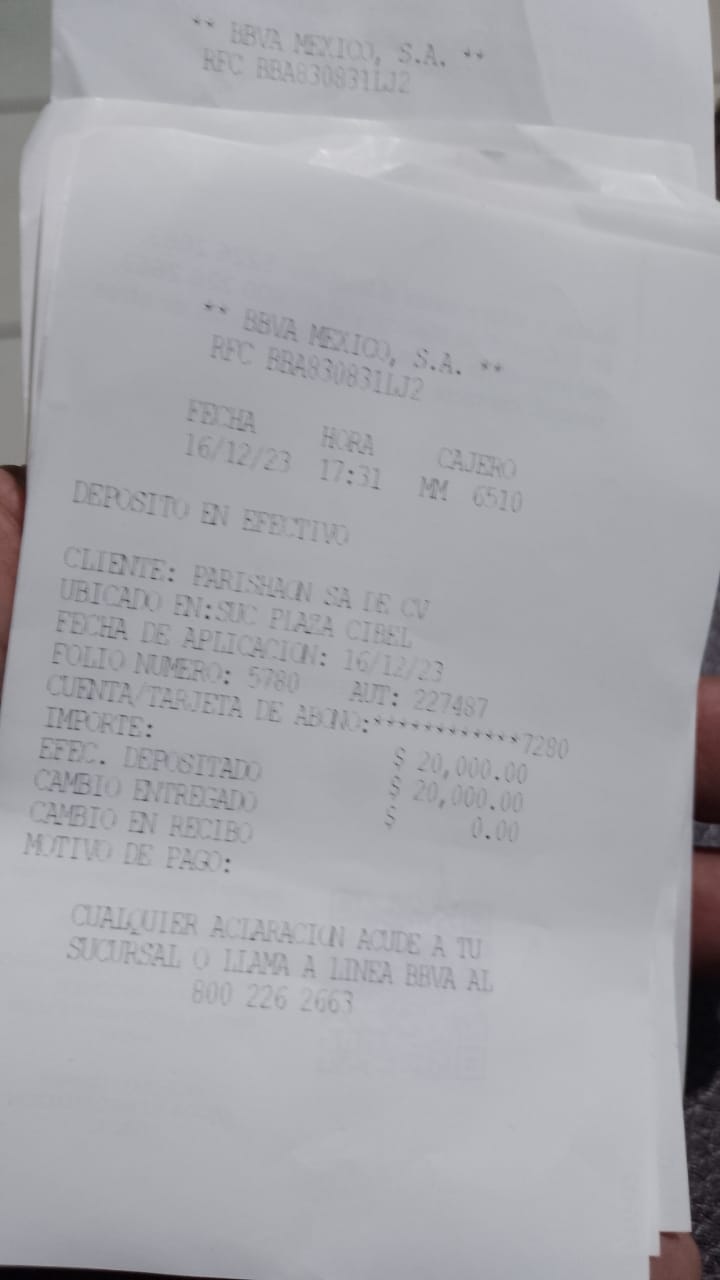 ** BBVA MEXICO, S.A. **
RFC BBA830831LJ2
** BBVA MEXICO, S.A. **
RFC BBA830831LJ2
FECHA HORA CAJERO
16/12/23 17:31 MM 6510
DEPOSITO EN EFECTIVO
CLIENTE: PARISHAON SA DE CV
UBICADO EN:SUC PLAZA CIBEL
FECHA DE APLICACION: 16/12/23
FOLIO NUMERO: 5780 AUT: 227487
CUENTA/TARJETA DE ABONO:************7280
IMPORTE: $ 20,000.00
EFEC. DEPOSITADO $ 20,000.00
CAMBIO ENTREGADO $ 0.00
CAMBIO EN RECIBO
MOTIVO DE PAGO:
CUALQUIER ACLARACION ACUDE A TU
SUCURSAL O LLAMA A LINEA BBVA AL
800 226 2663